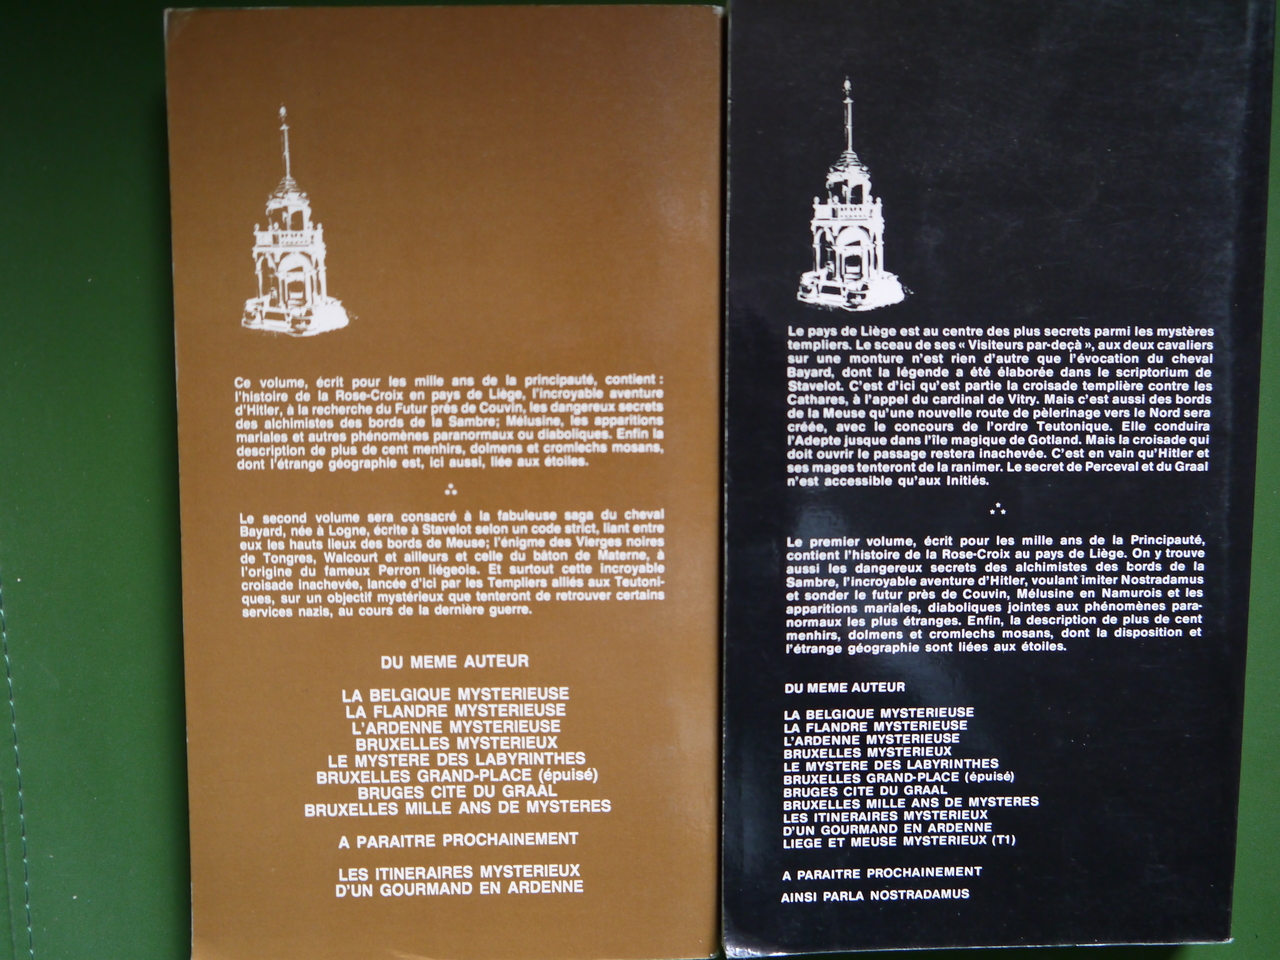 Ce volume, écrit pour les mille ans de la principauté, contient :
l'histoire de la Rose-Croix en pays de Liège, l'incroyable aventure
d'Hitler, à la recherche du Futur près de Couvin, les dangereux secrets
des alchimistes des bords de la Sambre; Mélusine, les apparitions
mariales et autres phénomènes paranormaux ou diaboliques. Enfin la
description de plus de cent menhirs, dolmens et cromlechs mosans,
dont l'étrange géographie est, ici aussi, liée aux étoiles.
Le second volume sera consacré à la fabuleuse saga du cheval
Bayard, née à Logne, écrite à Stavelot selon un code strict, liant entre
eux les hauts lieux des bords de Meuse; l'énigme des Vierges noires
de Tongres, Walcourt et ailleurs et celle du bâton de Materne, à
l'origine du fameux Perron liégeois. Et surtout cette incroyable
croisade inachevée, lancée d'ici par les Templiers alliés aux Teutoni-
ques, sur un objectif mystérieux que tenteront de retrouver certains
services nazis, au cours de la dernière guerre.
DU MEME AUTEUR
LA BELGIQUE MYSTERIEUSE
LA FLANDRE MYSTERIEUSE
L'ARDENNE MYSTERIEUSE
BRUXELLES MYSTERIEUX
LE MYSTERE DES LABYRINTHES
BRUXELLES GRAND-PLACE (épuisé)
BRUGES CITE DU GRAAL
BRUXELLES MILLE ANS DE MYSTERES
A PARAITRE PROCHAINEMENT
LES ITINERAIRES MYSTERIEUX
D'UN GOURMAND EN ARDENNE
Le pays de Liège est au centre des plus secrets parmi les mystères
templiers. Le sceau de ses « Visiteurs par-deçà », aux deux cavaliers
sur une monture n'est rien d'autre que l'évocation du cheval
Bayard, dont la légende a été élaborée dans le scriptorium de
Stavelot. C'est d'ici qu'est partie la croisade templière contre les
Cathares, à l'appel du cardinal de Vitry. Mais c'est aussi des bords
de la Meuse qu'une nouvelle route de pèlerinage vers le Nord sera
créée, avec le concours de l'ordre Teutonique. Elle conduira
l'Adepte jusque dans l'île magique de Gotland. Mais la croisade qui
doit ouvrir le passage restera inachevée. C'est en vain qu'Hitler et
ses mages tenteront de la ranimer. Le secret de Perceval et du Graal
n'est accessible qu'aux Initiés.
Le premier volume, écrit pour les mille ans de la Principauté,
contient l'histoire de la Rose-Croix au pays de Liège. On y trouve
aussi les dangereux secrets des alchimistes des bords de la
Sambre, l'incroyable aventure d'Hitler, voulant imiter Nostradamus
et sonder le futur près de Couvin, Mélusine en Namurois et les
apparitions mariales, diaboliques jointes aux phénomènes para-
normaux les plus étranges. Enfin, la description de plus de cent
menhirs, dolmens et cromlechs mosans, dont la disposition et
l'étrange géographie sont liées aux étoiles.
DU MEME AUTEUR
LA BELGIQUE MYSTERIEUSE
LA FLANDRE MYSTERIEUSE
L'ARDENNE MYSTERIEUSE
BRUXELLES MYSTERIEUX
LE MYSTERE DES LABYRINTHES
BRUXELLES GRAND-PLACE (épuisé)
BRUGES CITE DU GRAAL
BRUXELLES MILLE ANS DE MYSTERES
LES ITINERAIRES MYSTERIEUX
D'UN GOURMAND EN ARDENNE
LIEGE ET MEUSE MYSTERIEUX (T1)
A PARAITRE PROCHAINEMENT
AINSI PARLA NOSTRADAMUS